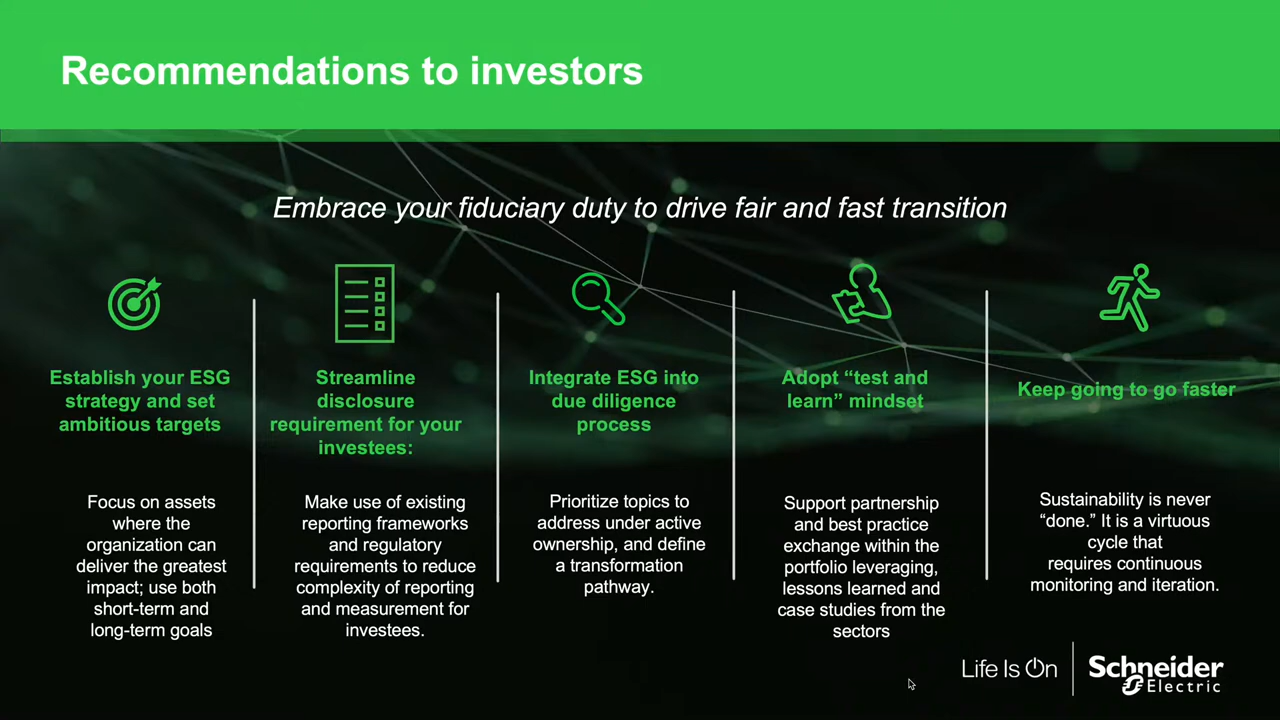 Recommendations to investors
Embrace your fiduciary duty to drive fair and fast transition
Establish your ESG
strategy and set
ambitious targets
Focus on assets
where the
organization can
deliver the greatest
impact; use both
short-term and
long-term goals
Streamline
disclosure
requirement for your
investees:
Make use of existing
reporting frameworks
and regulatory
requirements to reduce
complexity of reporting
and measurement for
investees.
Integrate ESG into
due diligence
process
Prioritize topics to
address under active
ownership, and define
a transformation
pathway.
Adopt “test and
learn” mindset
Support partnership
and best practice
exchange within the
portfolio leveraging,
lessons learned and
case studies from the
sectors
Keep going to go faster
Sustainability is never
“done.” It is a virtuous
cycle that
requires continuous
monitoring and iteration.
Life Is On
Schneider
Electric